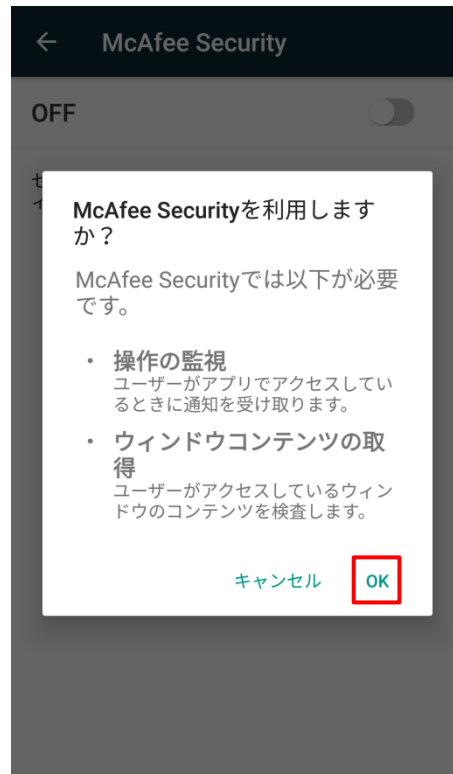 McAfee Security
OFF
セ
ィ
McAfee Securityを利用します
か？
McAfee Securityでは以下が必要
です。
・ 操作の監視
ユーザーがアプリでアクセスしてい
るときに通知を受け取ります。
・ ウィンドウコンテンツの取
得
ユーザーがアクセスしているウィン
ドウのコンテンツを検査します。
キャンセル OK